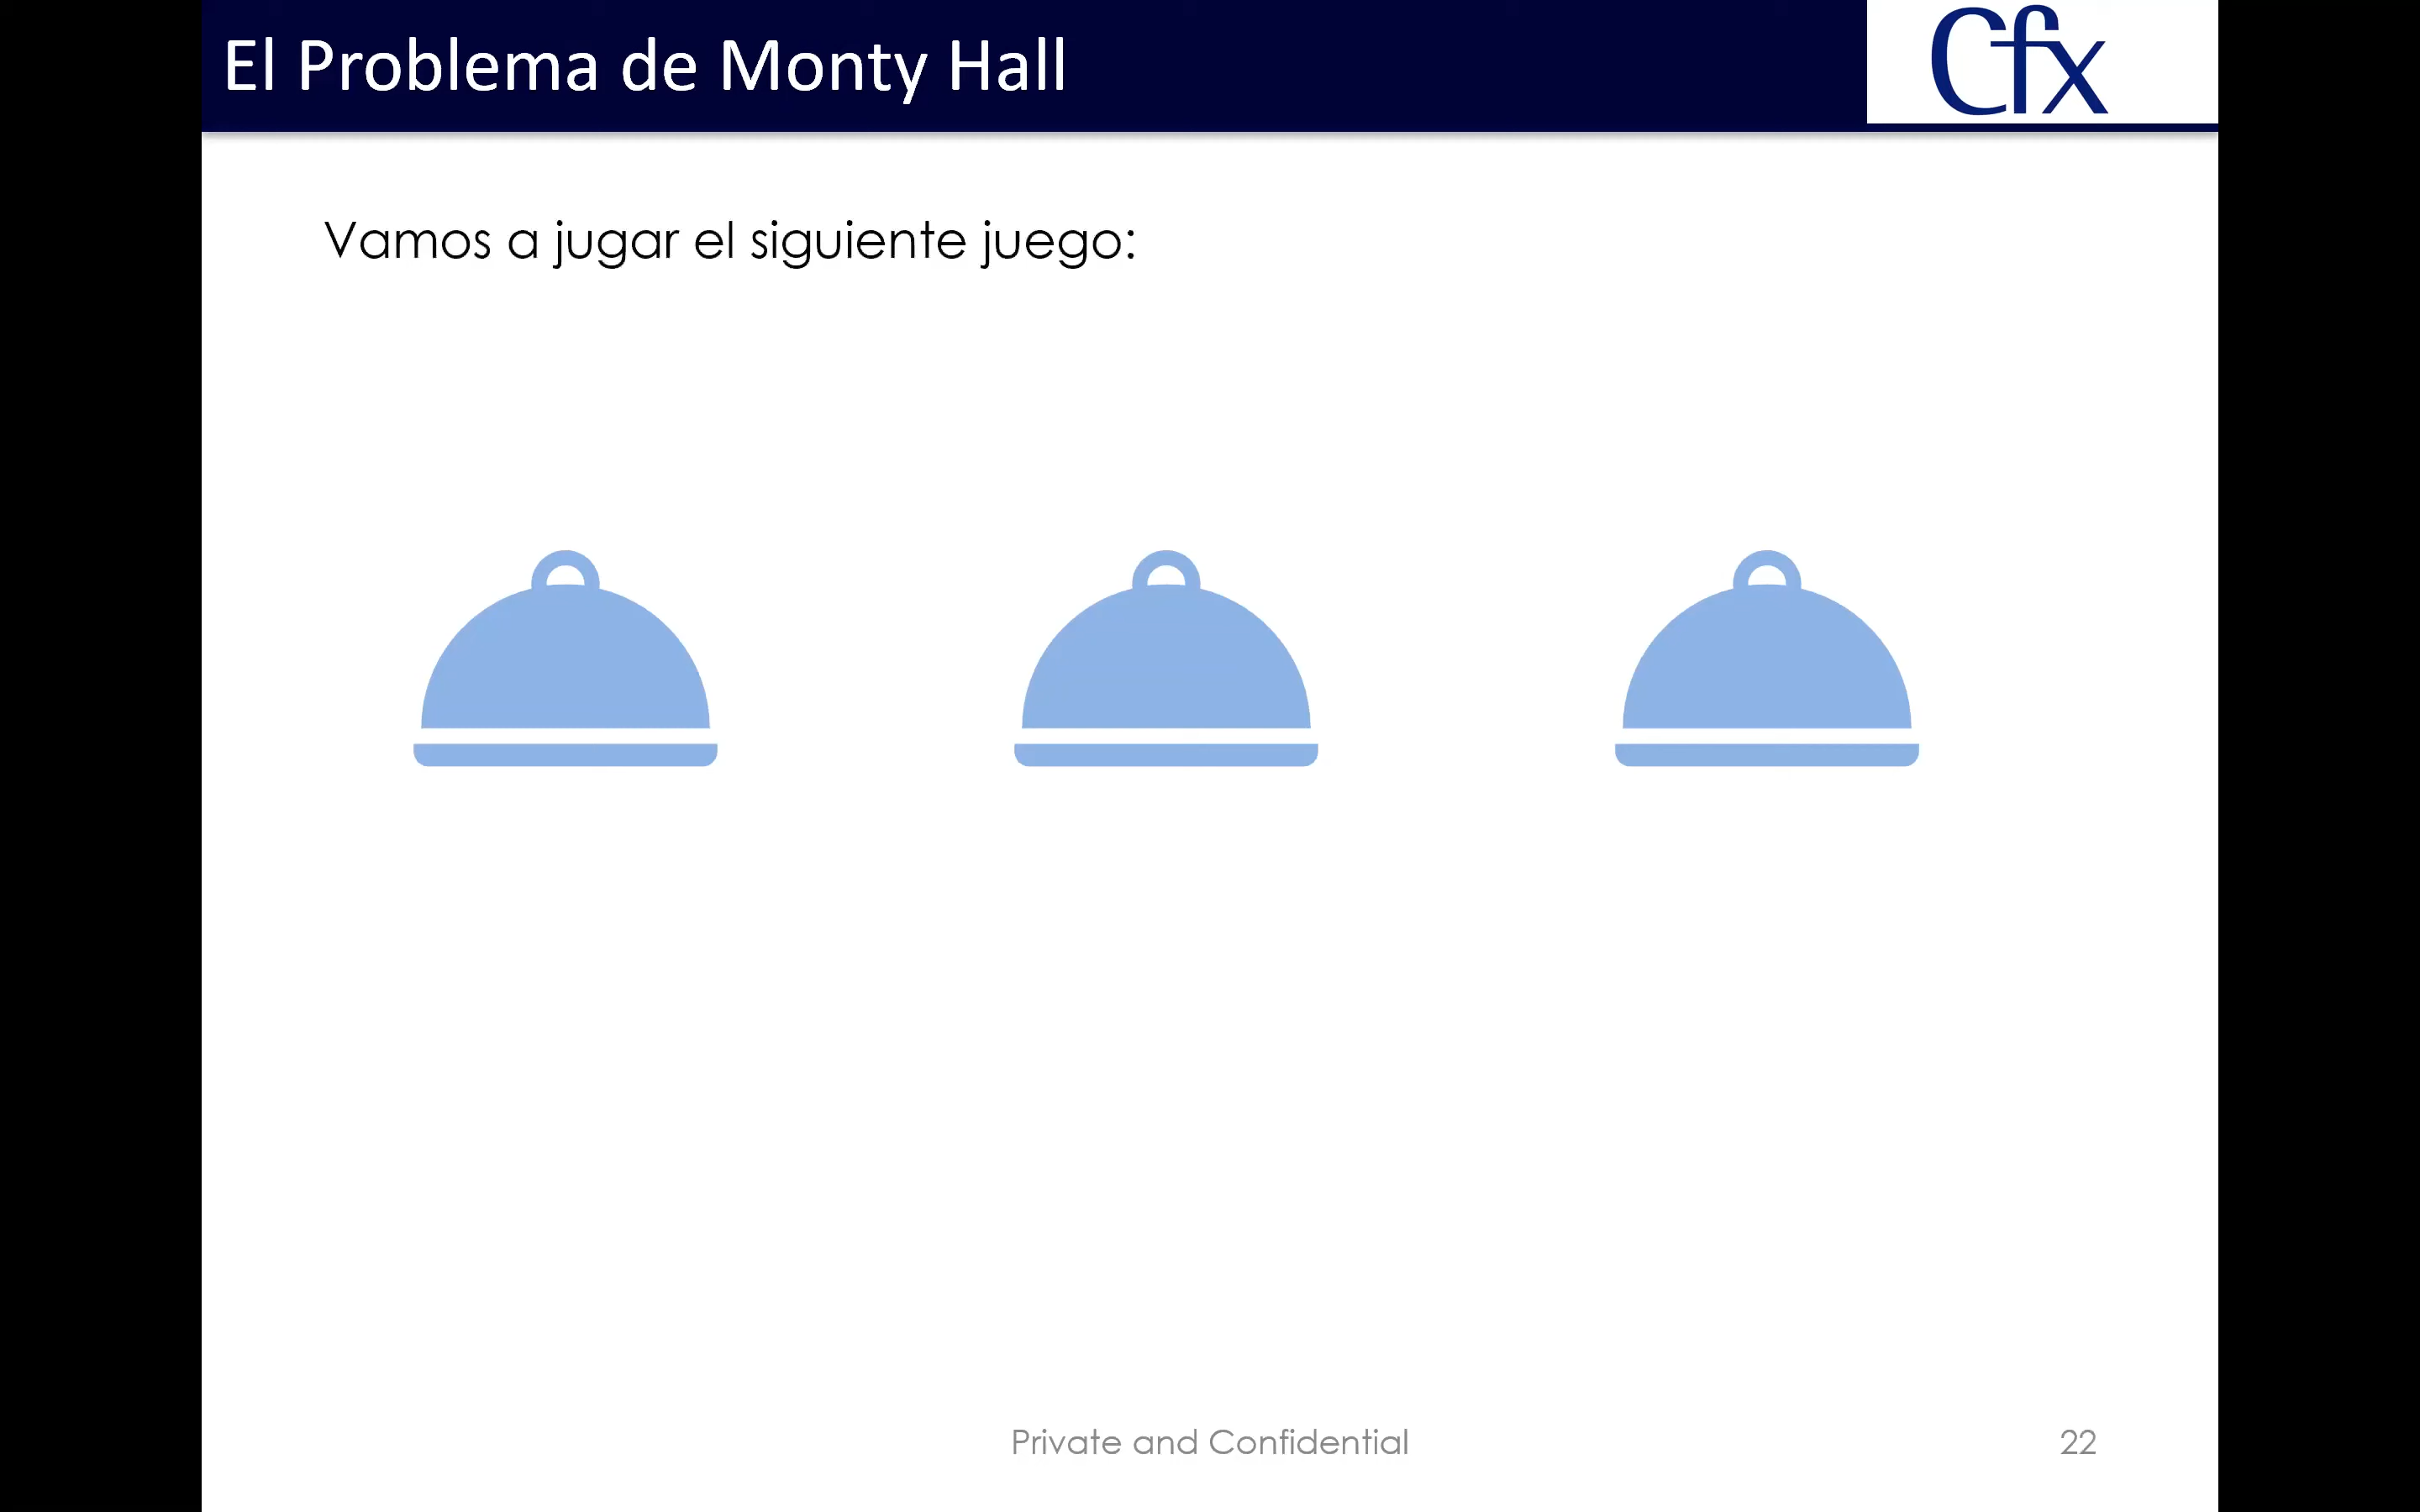 El Problema de Monty Hall
Cfx
Vamos a jugar el siguiente juego:
Private and Confidential
22